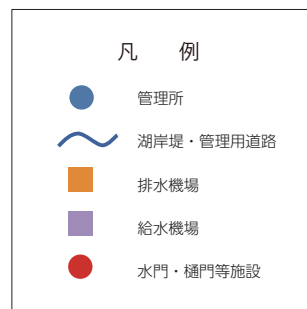 凡　例
管理所
湖岸堤・管理用道路
排水機場
給水機場
水門・樋門等施設